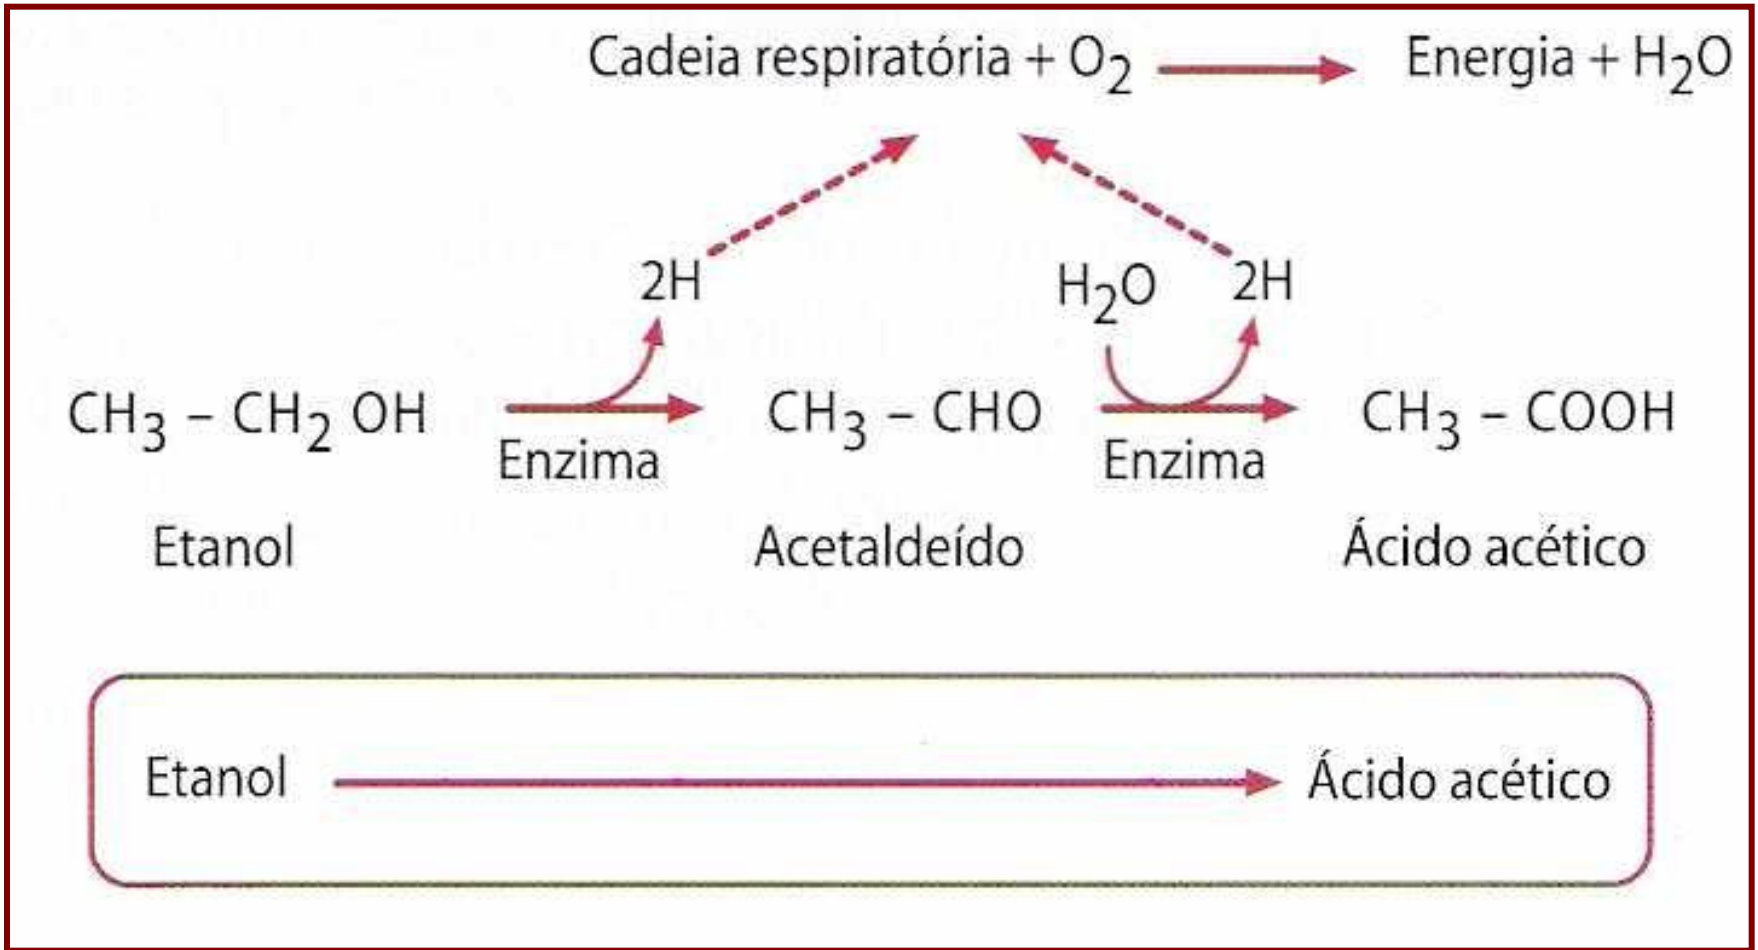 Cadeia respiratória + O₂ → Energia + H₂O
2H H₂O 2H
CH₃ – CH₂ OH → CH₃ – CHO → CH₃ – COOH
Enzima Enzima
Etanol Acetaldeído Ácido acético
Etanol → Ácido acético